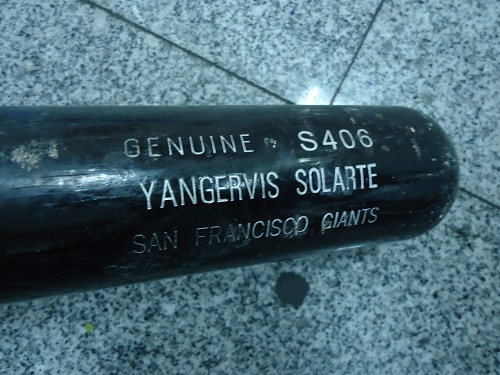 GENUINE S406
YANGERVIS SOLARTE
SAN FRANCISCO GIANTS